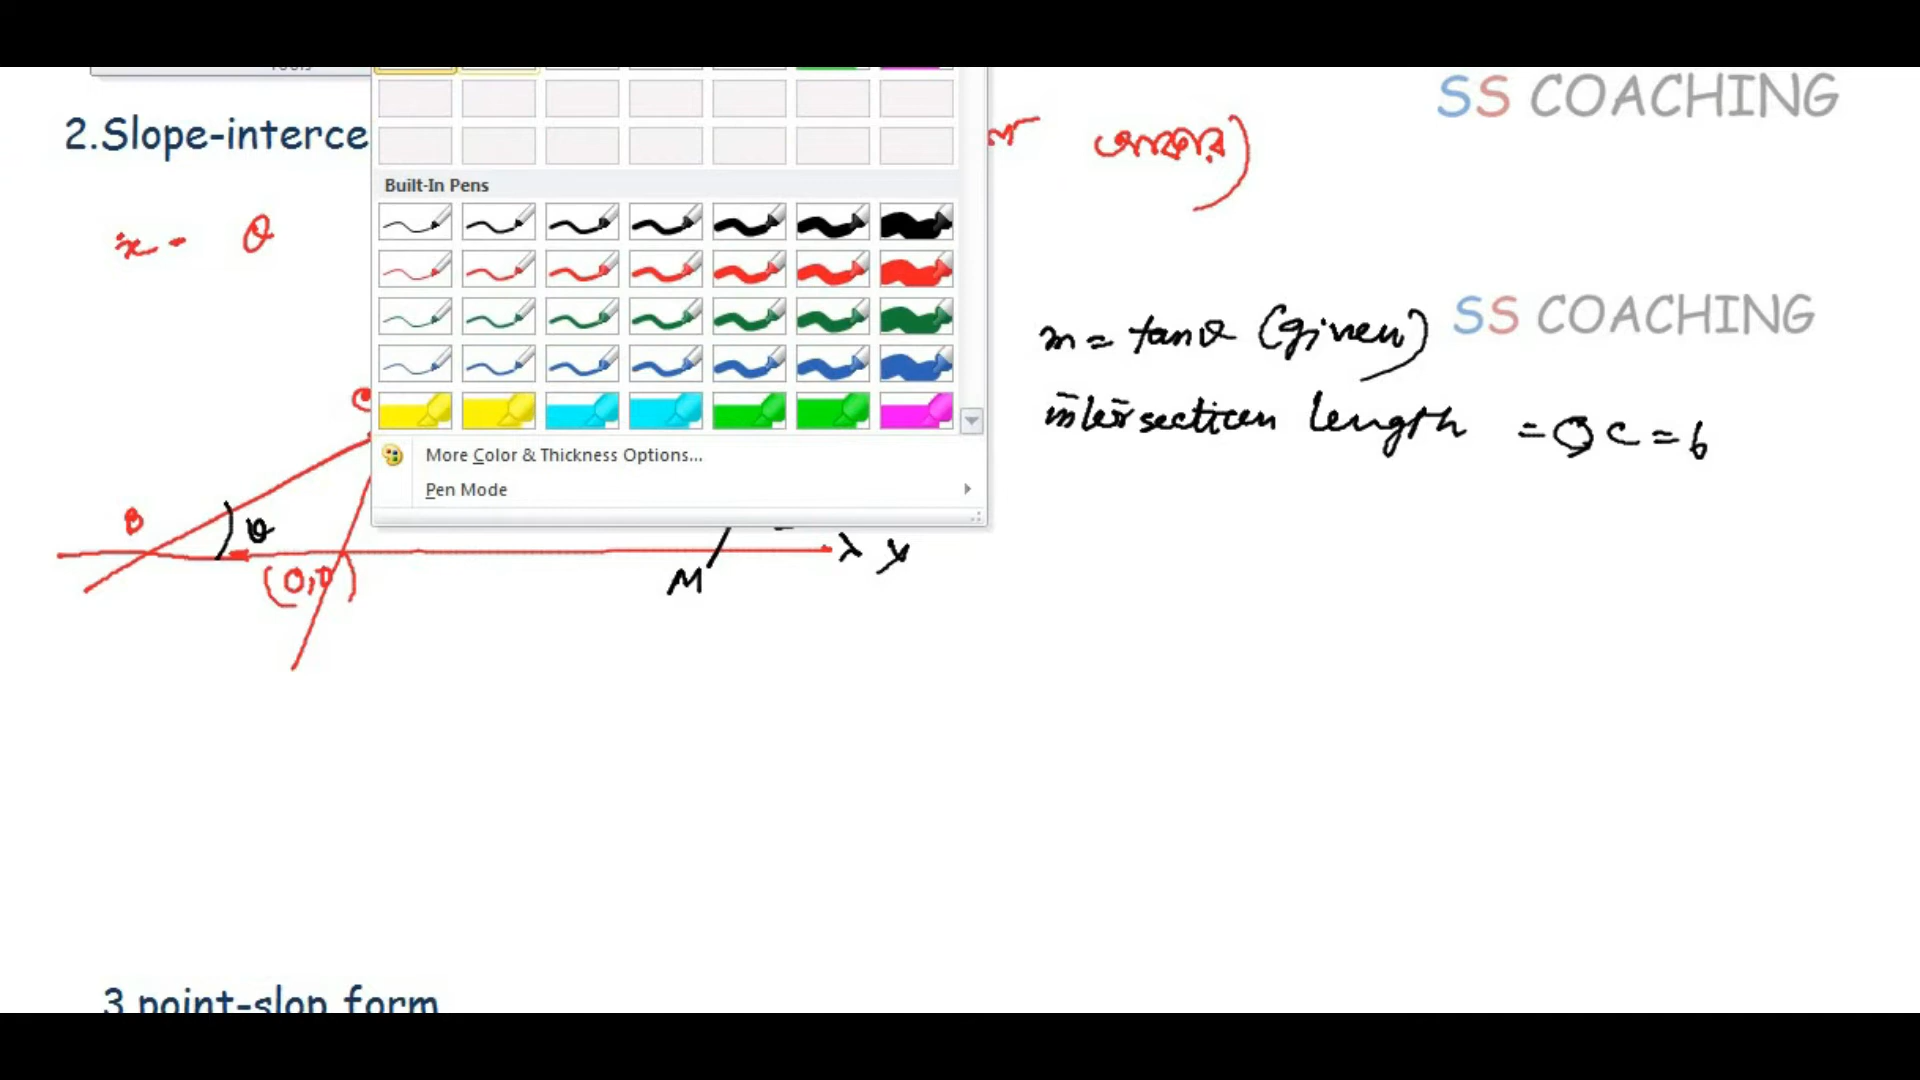 SS COACHING
2.Slope-interce
আকার)
x - θ
Built-In Pens
SS COACHING
m = tanθ (given)
intersection length = OC = b
C
More Color & Thickness Options...
Pen Mode
B
θ
(0,0)
M
X
3.point-slop form